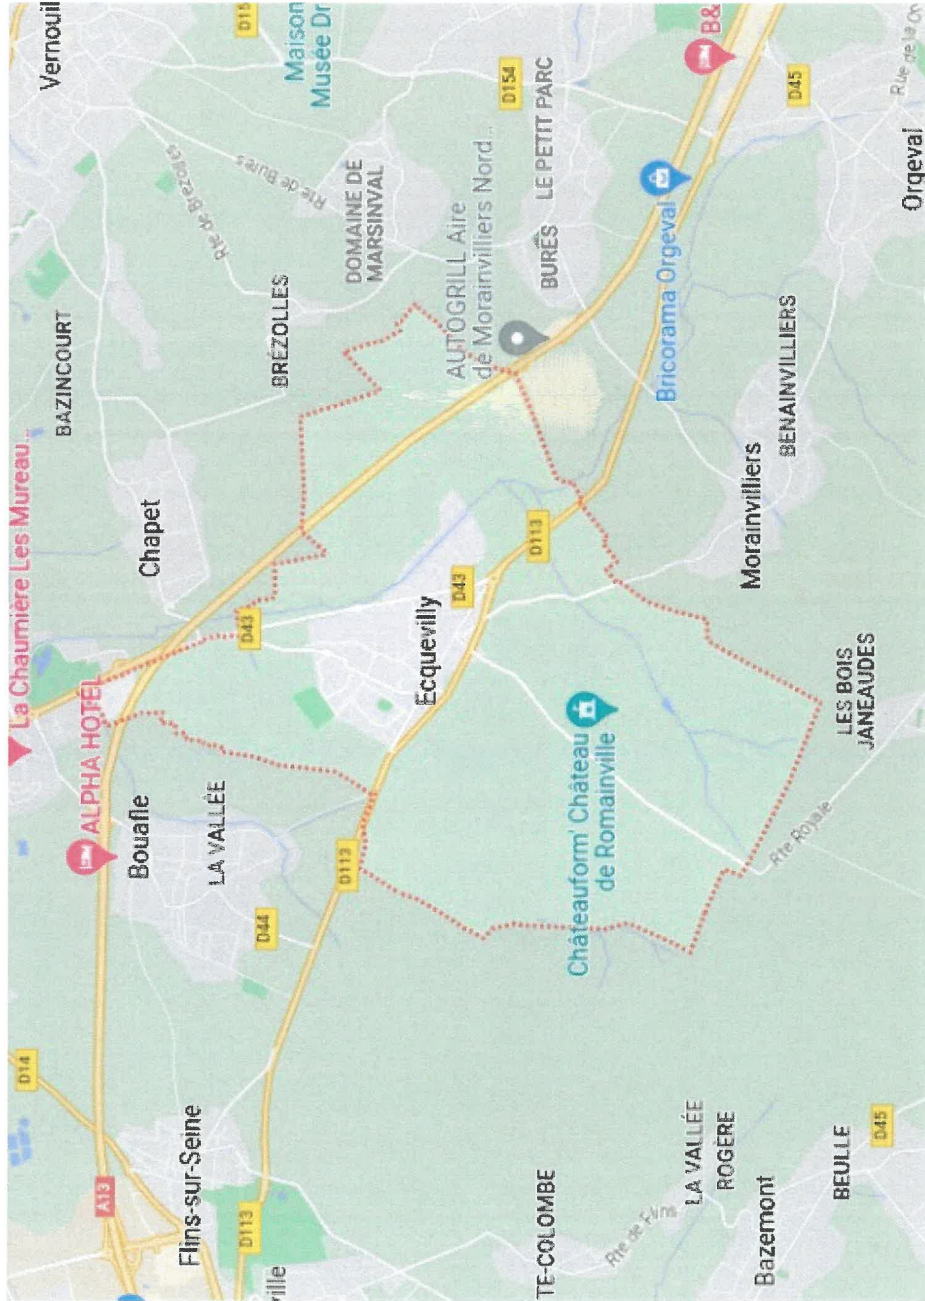 D14
La Chaumière Les Mureau...
Vernouil
A13
ALPHA HOTEL
BAZINCOURT
Bouafle
Chapet
Flins-sur-Seine
LA VALLÉE
Rte de Brezolles
D15
D113
D44
D43
BRÉZOLLES
Rte de Bures
ville
Maison
Musée Dr
D113
DOMAINE DE
MARSINVAL
Ecquevilly
D43
AUTOGRILL Aire
de Morainvilliers Nord...
D154
D113
TE-COLOMBE
BURES
LE PETIT PARC
Châteauform' Château
de Romainville
Rte de Flins
Bricorama Orgeval
B&
LA VALLÉE
ROGÈRE
Bazemont
Morainvilliers
BENAINVILLIERS
D45
Rte Royale
BEULLE
LES BOIS
JANEAUDES
D45
Orgeval
Rue de la Ch